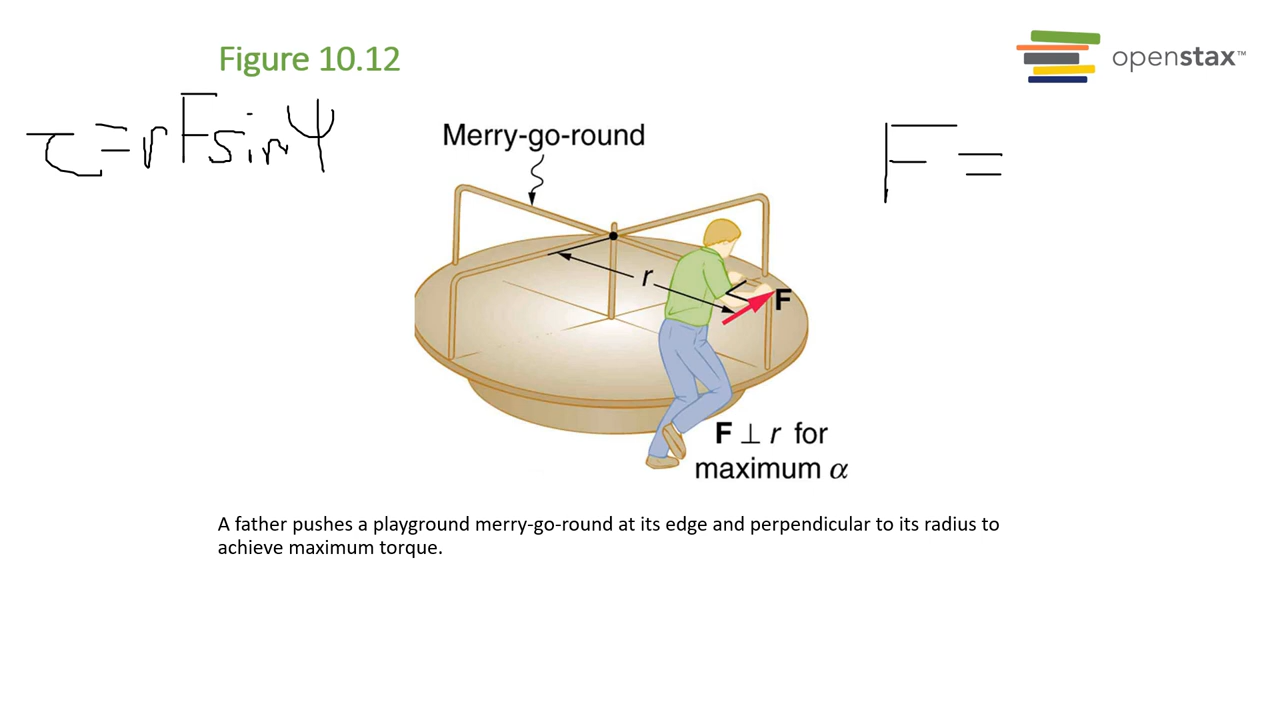 Figure 10.12
openstax™
τ=rFsinψ
Merry-go-round
F=
r
F
F ⊥ r for
maximum α
A father pushes a playground merry-go-round at its edge and perpendicular to its radius to
achieve maximum torque.